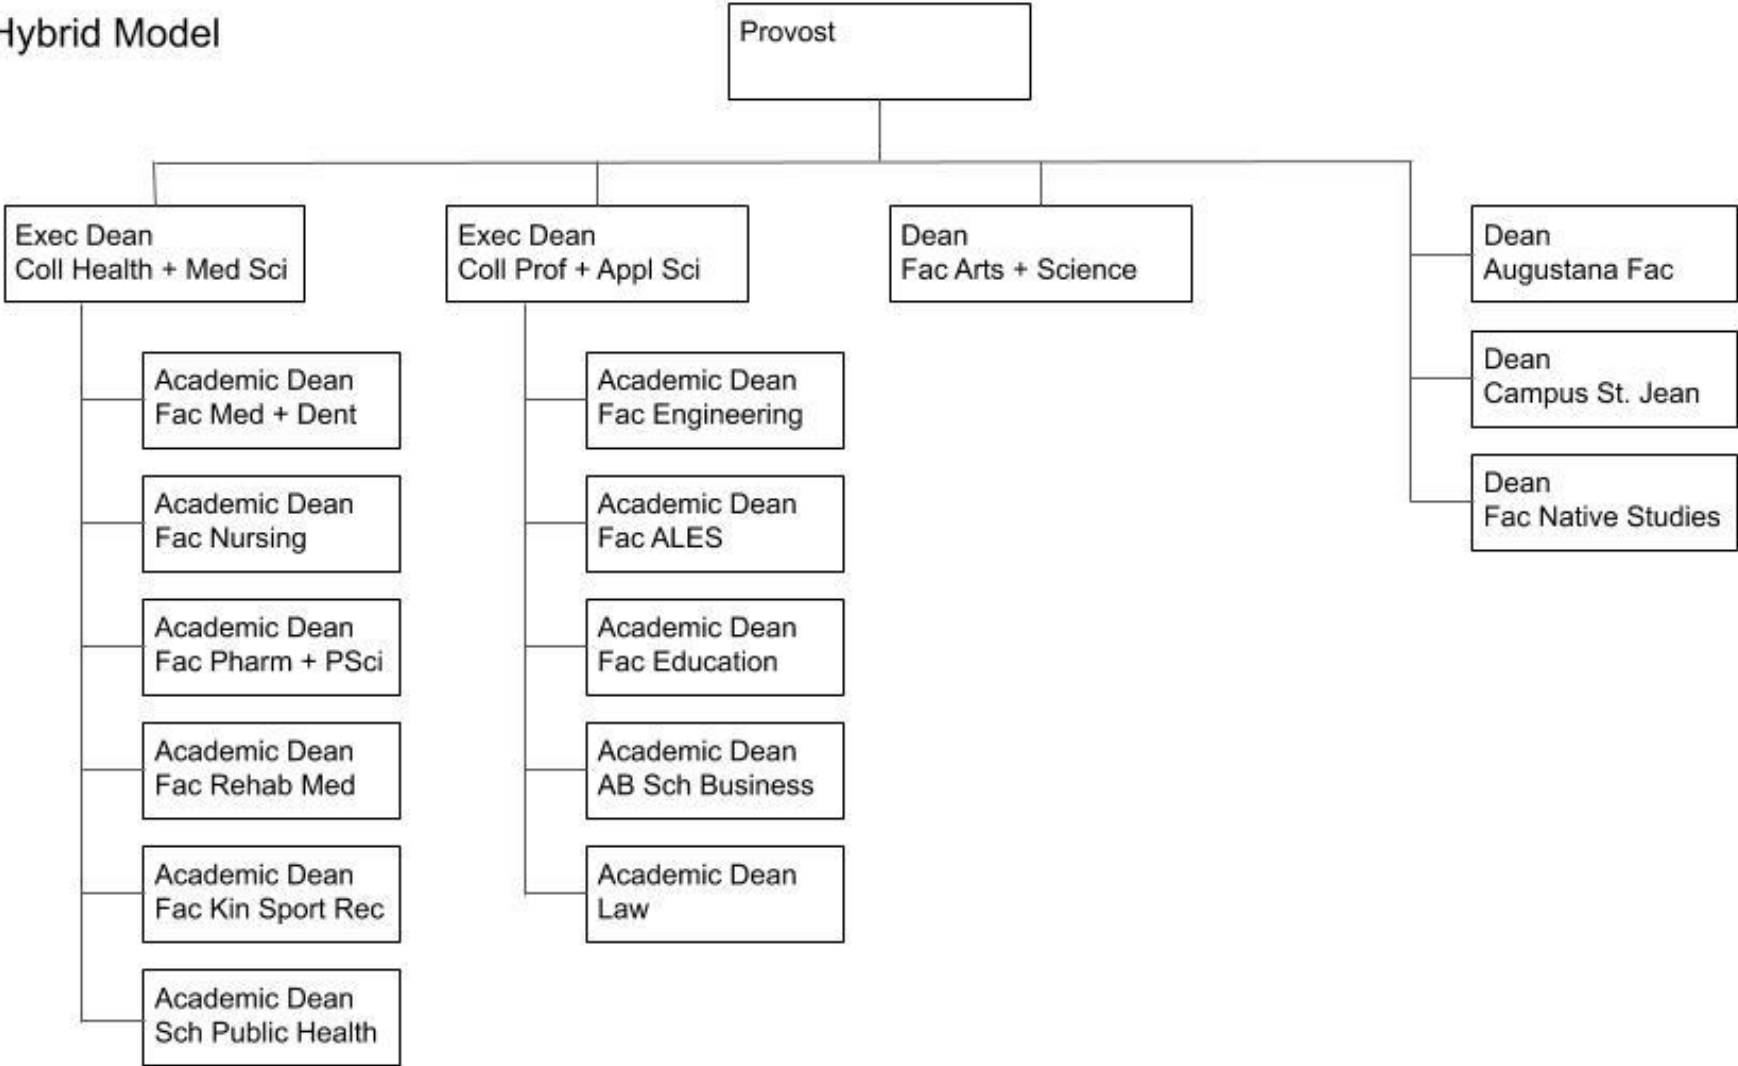 Hybrid Model
Provost
Exec Dean
Coll Health + Med Sci
Exec Dean
Coll Prof + Appl Sci
Dean
Fac Arts + Science
Dean
Augustana Fac
Dean
Campus St. Jean
Dean
Fac Native Studies
Academic Dean
Fac Med + Dent
Academic Dean
Fac Nursing
Academic Dean
Fac Pharm + PSci
Academic Dean
Fac Rehab Med
Academic Dean
Fac Kin Sport Rec
Academic Dean
Sch Public Health
Academic Dean
Fac Engineering
Academic Dean
Fac ALES
Academic Dean
Fac Education
Academic Dean
AB Sch Business
Academic Dean
Law